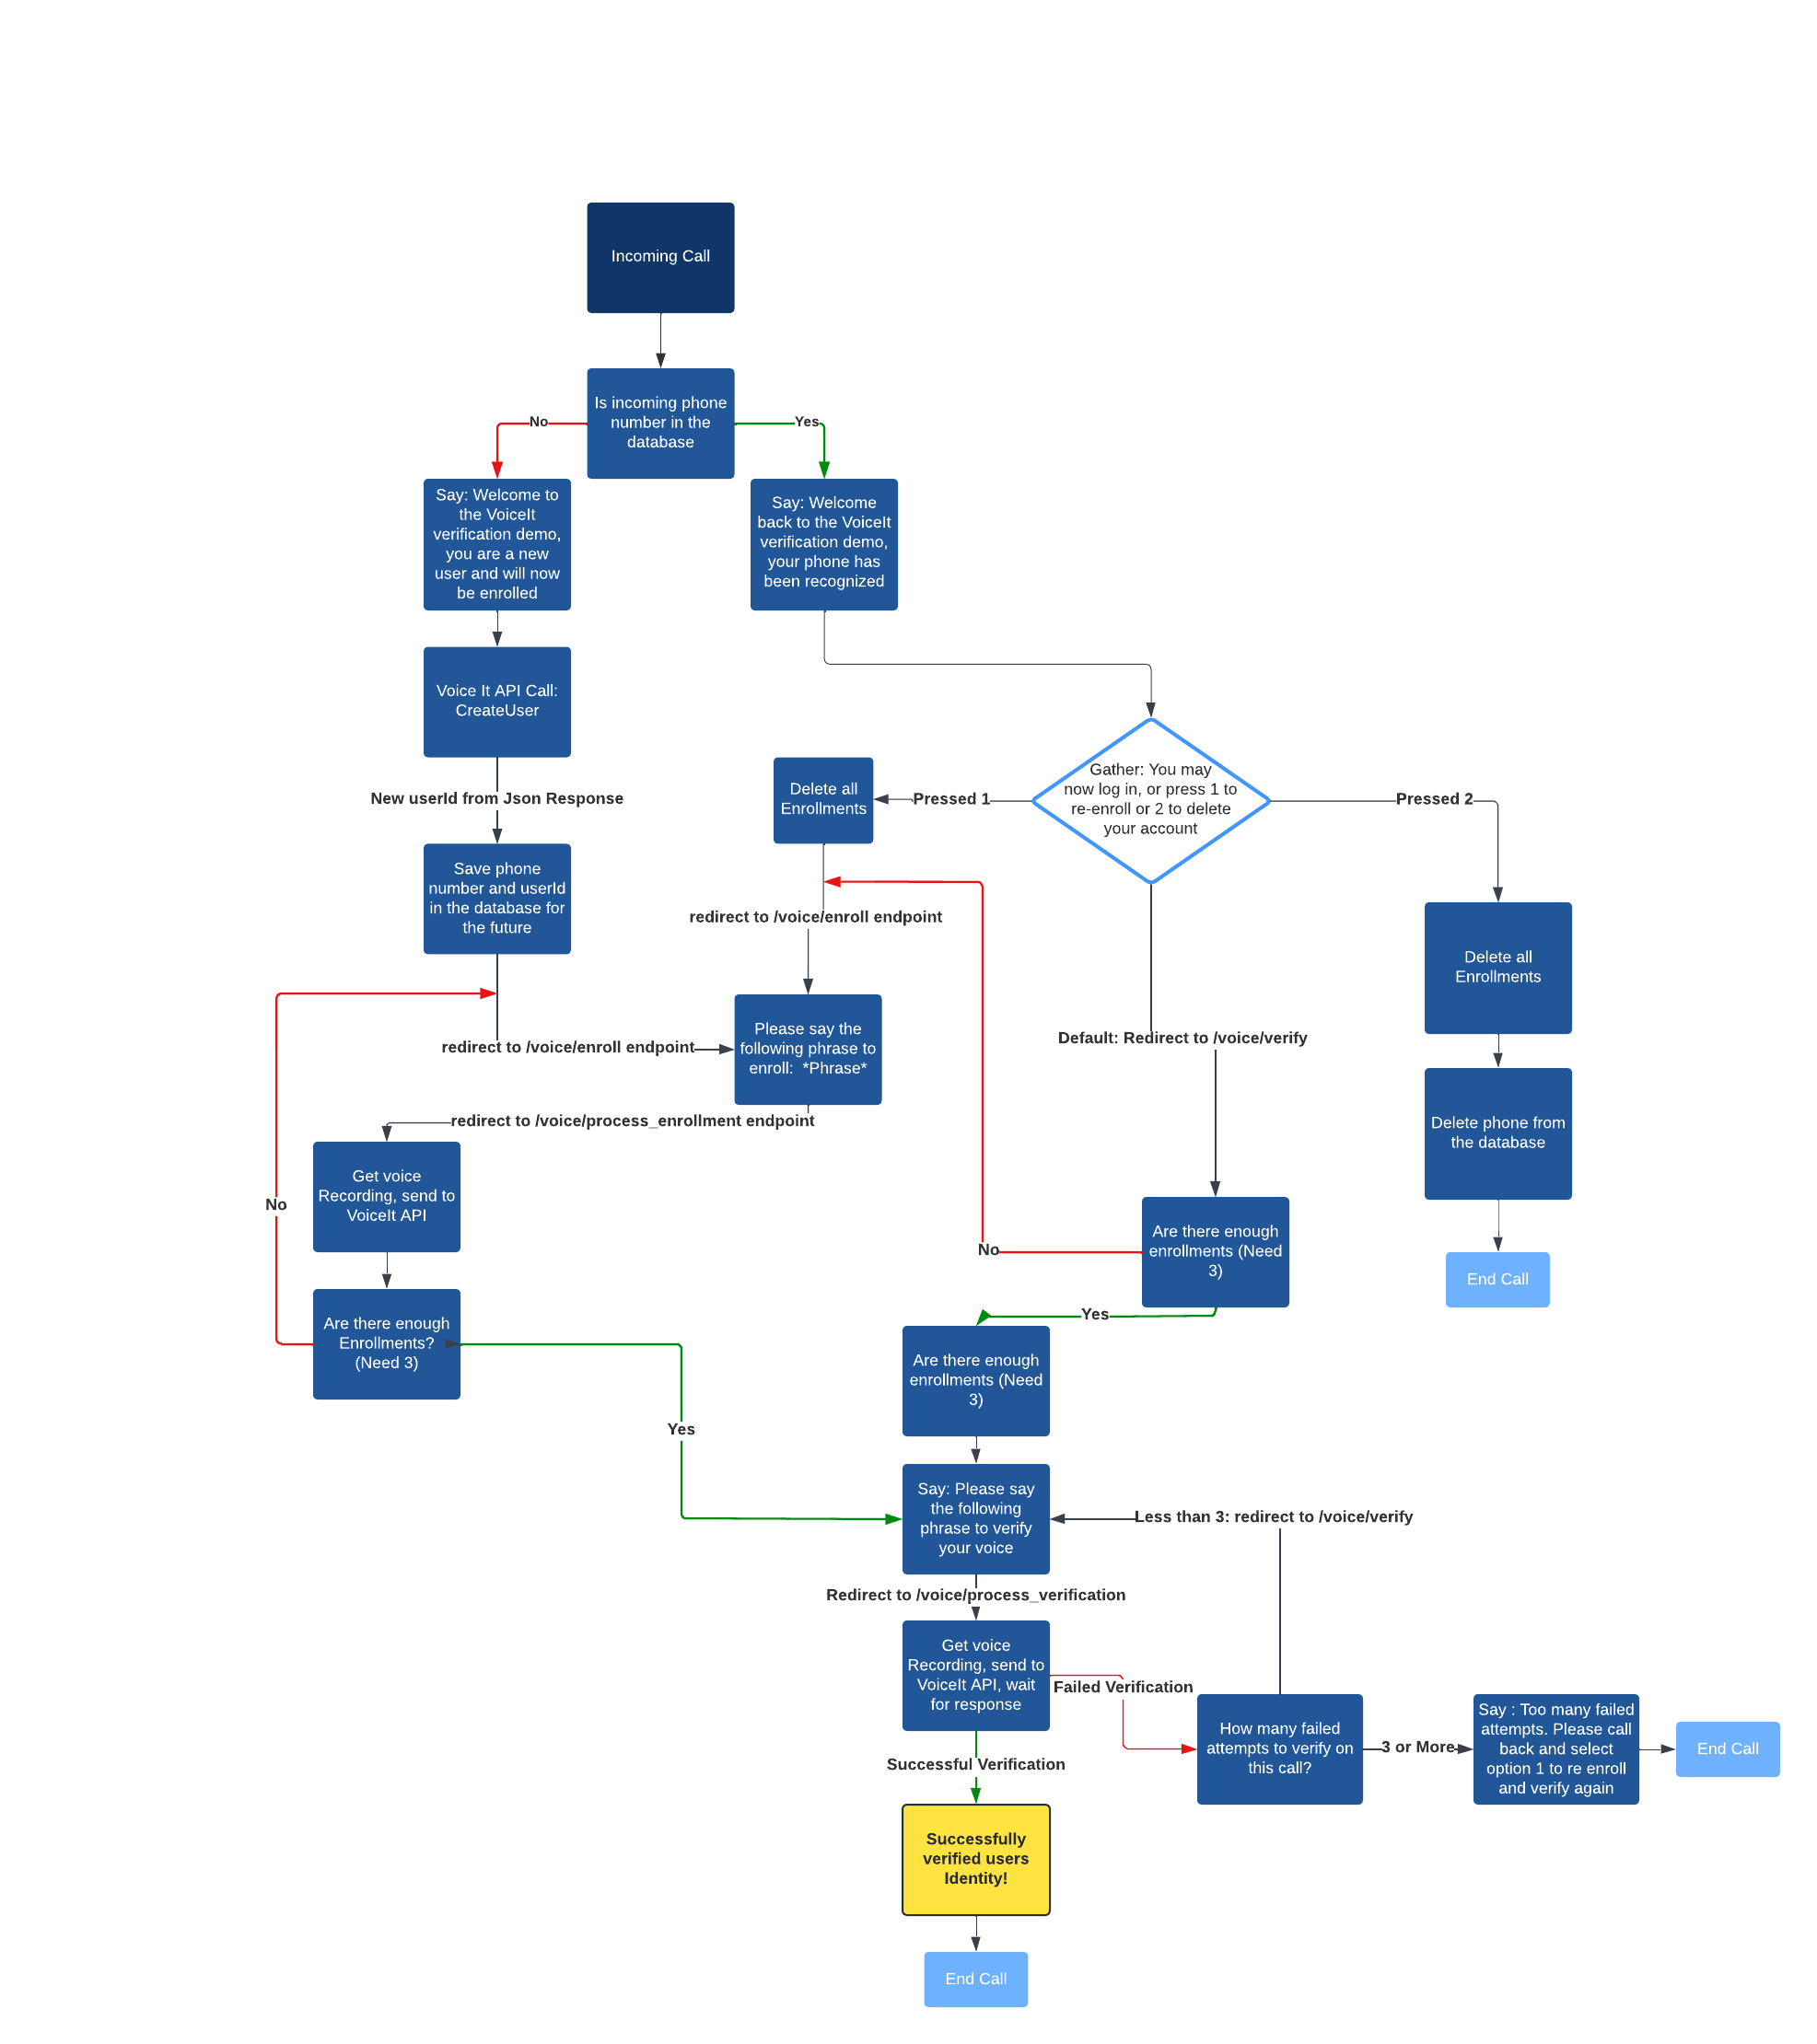 Incoming Call
Is incoming phone
number in the
database
No
Yes
Say: Welcome to
the VoiceIt
verification demo,
you are a new
user and will now
be enrolled
Say: Welcome
back to the VoiceIt
verification demo,
your phone has
been recognized
Voice It API Call:
CreateUser
New userId from Json Response
Save phone
number and userId
in the database for
the future
redirect to /voice/enroll endpoint
Gather: You may
now log in, or press 1 to
re-enroll or 2 to delete
your account
Pressed 1
Pressed 2
Delete all
Enrollments
redirect to /voice/enroll endpoint
Please say the
following phrase to
enroll:  *Phrase*
redirect to /voice/process_enrollment endpoint
Get voice
Recording, send to
VoiceIt API
No
Are there enough
Enrollments?
(Need 3)
Yes
Delete all
Enrollments
Delete phone from
the database
End Call
Default: Redirect to /voice/verify
Are there enough
enrollments (Need
3)
No
Yes
Are there enough
enrollments (Need
3)
Say: Please say
the following
phrase to verify
your voice
Less than 3: redirect to /voice/verify
Redirect to /voice/process_verification
Get voice
Recording, send to
VoiceIt API, wait
for response
Failed Verification
How many failed
attempts to verify on
this call?
3 or More
Say : Too many failed
attempts. Please call
back and select
option 1 to re enroll
and verify again
End Call
Successful Verification
Successfully
verified users
Identity!
End Call